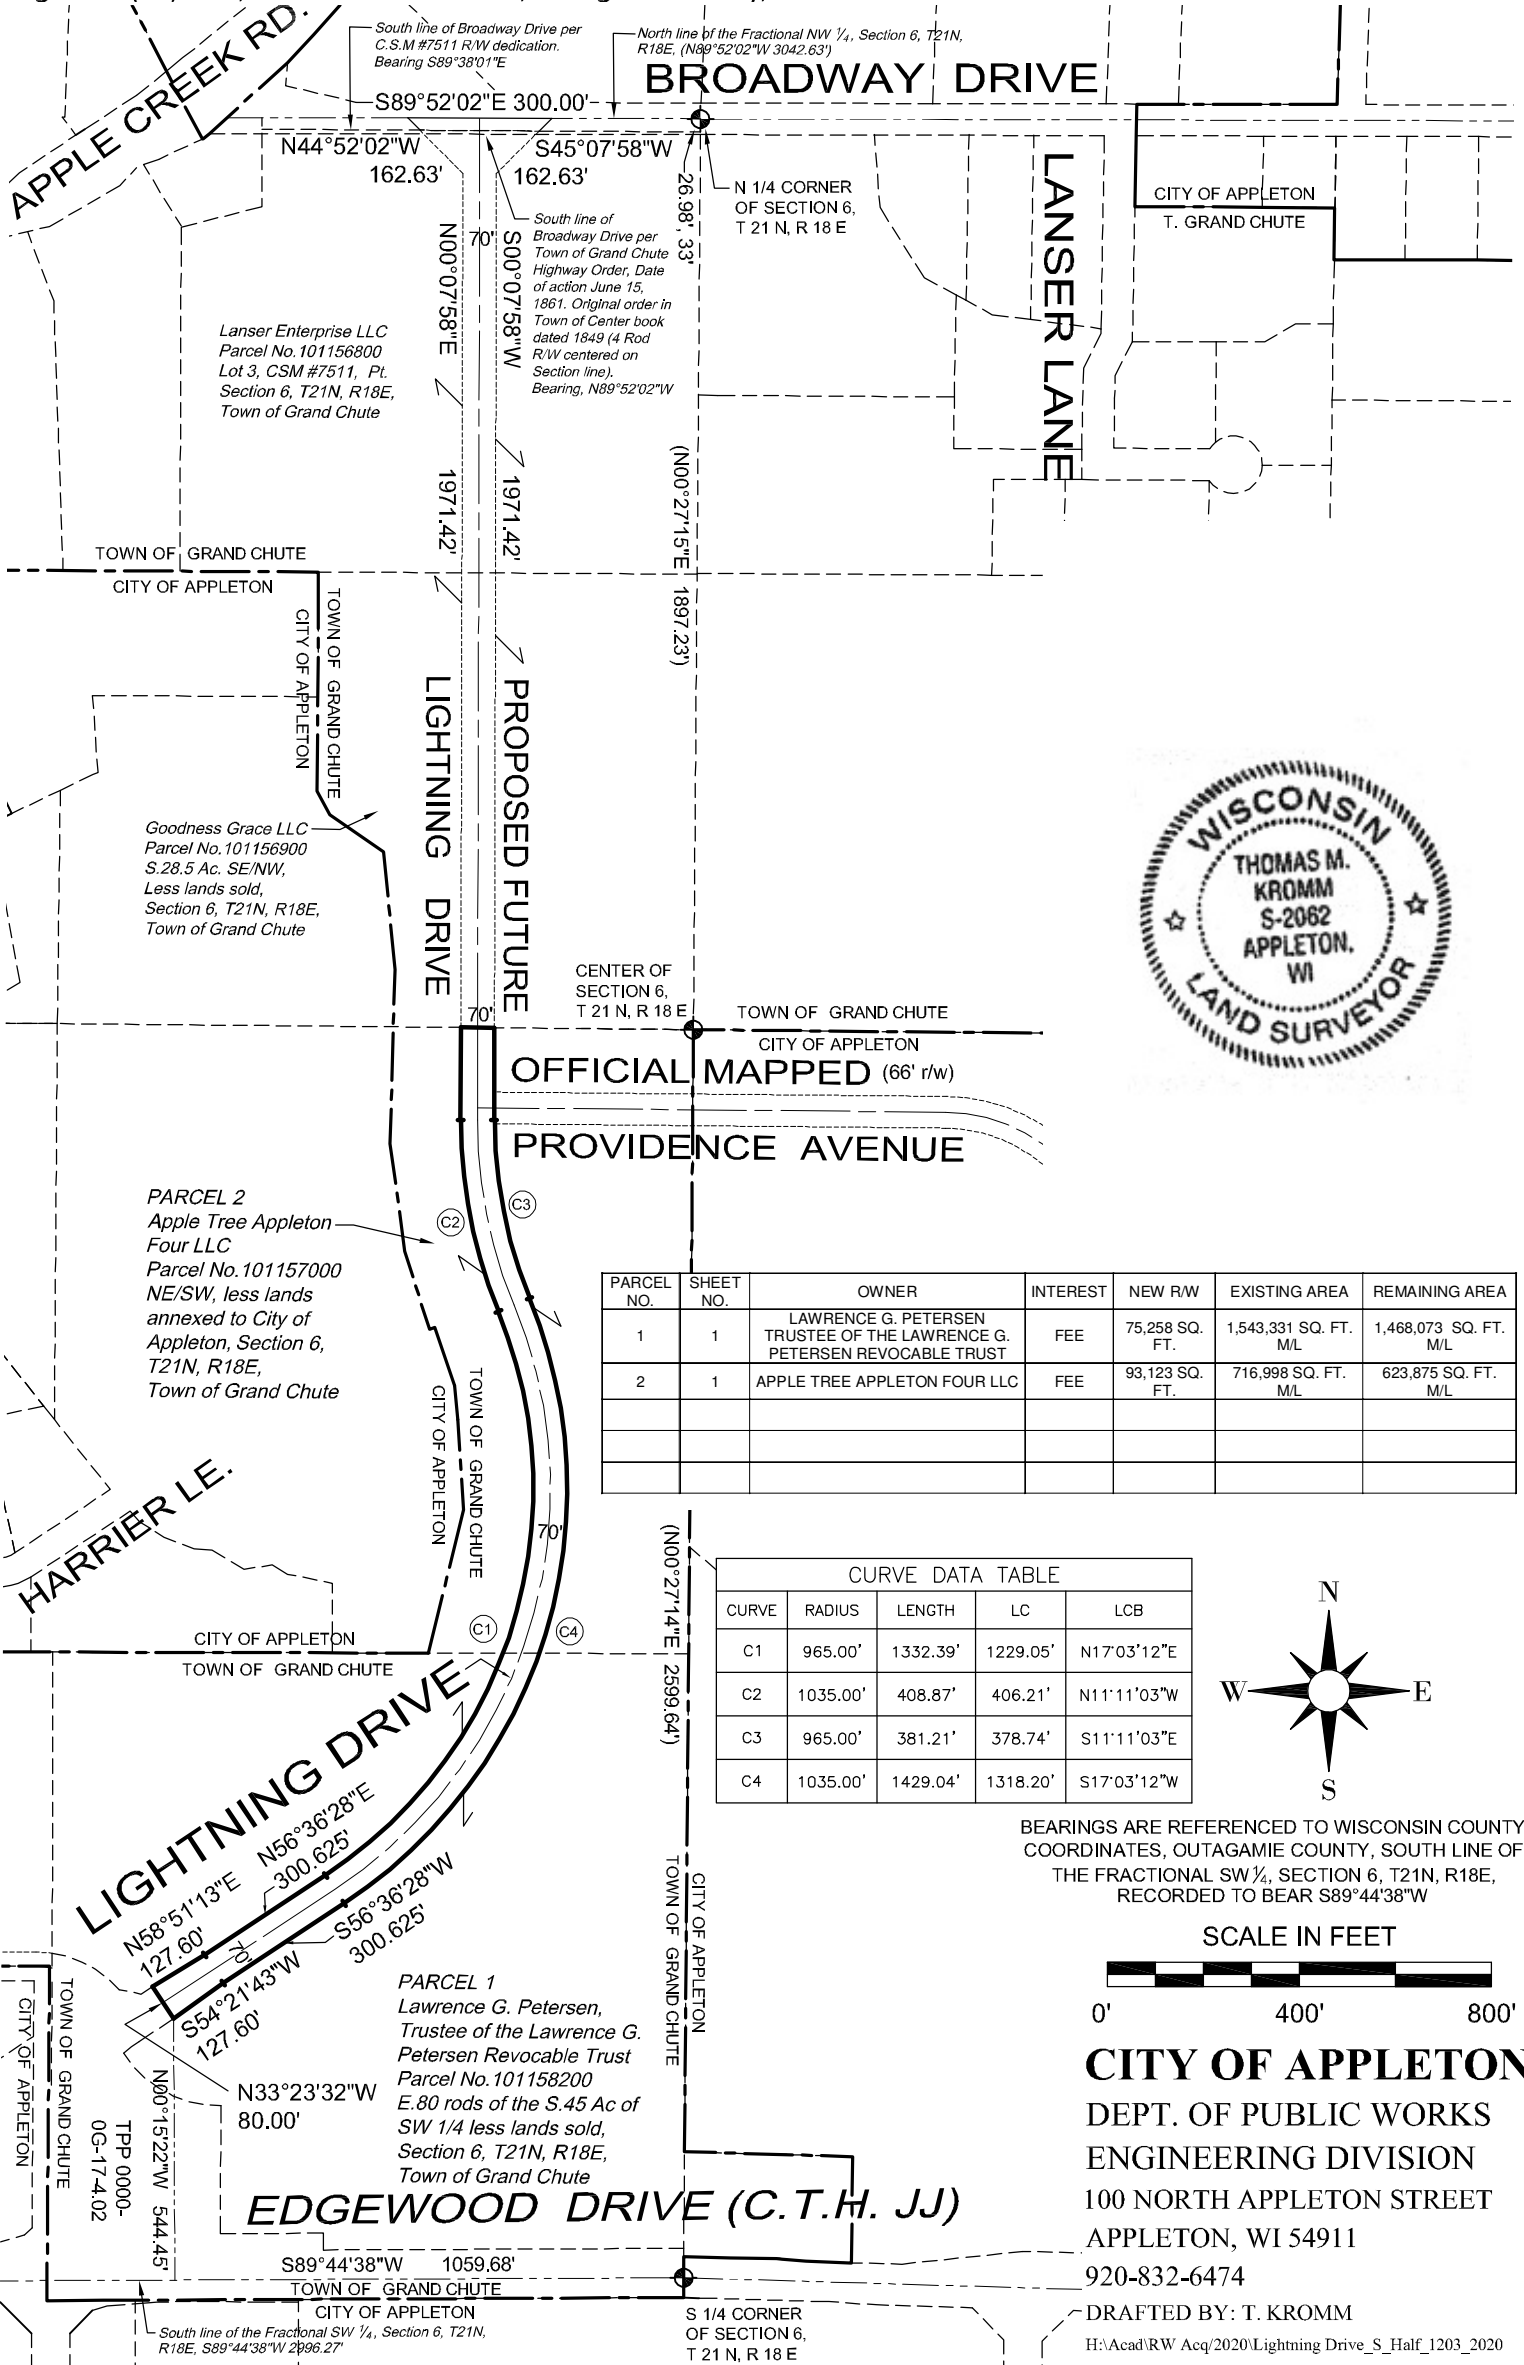 APPLE CREEK RD.
South line of Broadway Drive per
C.S.M #7511 R/W dedication.
Bearing S89°38'01"E
North line of the Fractional NW ¼, Section 6, T21N,
R18E, (N89°52'02"W 3042.63')
BROADWAY DRIVE
S89°52'02"E 300.00'
N44°52'02"W
162.63'
S45°07'58"W
162.63'
26.98', 33'
N 1/4 CORNER
OF SECTION 6,
T 21 N, R 18 E
LANSER LANE
CITY OF APPLETON
T. GRAND CHUTE
70'
N00°07'58"E
S00°07'58"W
South line of
Broadway Drive per
Town of Grand Chute
Highway Order, Date
of action June 15,
1861. Original order in
Town of Center book
dated 1849 (4 Rod
R/W centered on
Section line).
Bearing, N89°52'02"W
Lanser Enterprise LLC
Parcel No.101156800
Lot 3, CSM #7511, Pt.
Section 6, T21N, R18E,
Town of Grand Chute
1971.42'
1971.42'
(N00°27'15"E 1897.23')
TOWN OF GRAND CHUTE
CITY OF APPLETON
TOWN OF GRAND CHUTE
CITY OF APPLETON
PROPOSED FUTURE
LIGHTNING DRIVE
Goodness Grace LLC
Parcel No.101156900
S.28.5 Ac. SE/NW,
Less lands sold,
Section 6, T21N, R18E,
Town of Grand Chute
WISCONSIN
THOMAS M.
KROMM
S-2062
APPLETON,
WI
LAND SURVEYOR
CENTER OF
SECTION 6,
T 21 N, R 18 E
70'
TOWN OF GRAND CHUTE
CITY OF APPLETON
OFFICIAL MAPPED (66' r/w)
PROVIDENCE AVENUE
PARCEL 2
Apple Tree Appleton
Four LLC
Parcel No.101157000
NE/SW, less lands
annexed to City of
Appleton, Section 6,
T21N, R18E,
Town of Grand Chute
C2
C3
PARCEL NO. SHEET NO. OWNER INTEREST NEW R/W EXISTING AREA REMAINING AREA
1 1 LAWRENCE G. PETERSEN TRUSTEE OF THE LAWRENCE G. PETERSEN REVOCABLE TRUST FEE 75,258 SQ. FT. 1,543,331 SQ. FT. M/L 1,468,073 SQ. FT. M/L
2 1 APPLE TREE APPLETON FOUR LLC FEE 93,123 SQ. FT. 716,998 SQ. FT. M/L 623,875 SQ. FT. M/L
TOWN OF GRAND CHUTE
CITY OF APPLETON
HARRIER LE.
70'
(N00°27'14"E 2599.64')
CURVE DATA TABLE
CURVE RADIUS LENGTH LC LCB
C1 965.00' 1332.39' 1229.05' N17°03'12"E
C2 1035.00' 408.87' 406.21' N11°11'03"W
C3 965.00' 381.21' 378.74' S11°11'03"E
C4 1035.00' 1429.04' 1318.20' S17°03'12"W
N
W
E
S
C1
C4
CITY OF APPLETON
TOWN OF GRAND CHUTE
LIGHTNING DRIVE
N56°36'28"E
300.625'
N58°51'13"E
127.60'
70'
S56°36'28"W
300.625'
S54°21'43"W
127.60'
BEARINGS ARE REFERENCED TO WISCONSIN COUNTY
COORDINATES, OUTAGAMIE COUNTY, SOUTH LINE OF
THE FRACTIONAL SW ¼, SECTION 6, T21N, R18E,
RECORDED TO BEAR S89°44'38"W
SCALE IN FEET
0' 400' 800'
CITY OF APPLETON
TOWN OF GRAND CHUTE
PARCEL 1
Lawrence G. Petersen,
Trustee of the Lawrence G.
Petersen Revocable Trust
Parcel No.101158200
E.80 rods of the S.45 Ac of
SW 1/4 less lands sold,
Section 6, T21N, R18E,
Town of Grand Chute
TOWN OF GRAND CHUTE
CITY OF APPLETON
N33°23'32"W
80.00'
N00°15'22"W 544.45'
TPP 0000-
0G-17-4.02
EDGEWOOD DRIVE (C.T.H. JJ)
S89°44'38"W 1059.68'
TOWN OF GRAND CHUTE
CITY OF APPLETON
South line of the Fractional SW ¼, Section 6, T21N,
R18E, S89°44'38"W 2996.27'
S 1/4 CORNER
OF SECTION 6,
T 21 N, R 18 E
CITY OF APPLETON
DEPT. OF PUBLIC WORKS
ENGINEERING DIVISION
100 NORTH APPLETON STREET
APPLETON, WI 54911
920-832-6474
DRAFTED BY: T. KROMM
H:\Acad\RW Acq/2020\Lightning Drive_S_Half_1203_2020